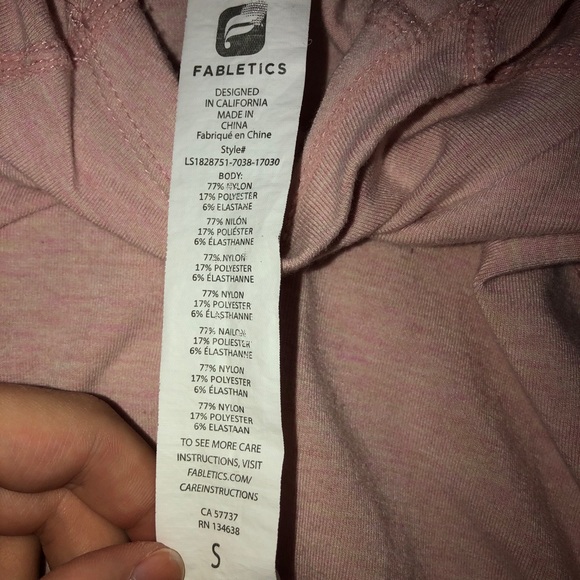 FABLETICS
DESIGNED
IN CALIFORNIA
MADE IN
CHINA
Fabriqué en Chine
Style#
LS1828751-7038-17030
BODY:
77% NYLON
17% POLYESTER
6% ELASTANE
77% NILÓN
17% POLIÉSTER
6% ÉLASTHANNE
77% NYLON
17% POLYESTER
6% ÉLASTHANNE
77% NYLON
17% POLYESTER
6% ÉLASTHANNE
77% NAILON
17% POLIESTER
6% ÉLASTHANNE
77% NYLON
17% POLYESTER
6% ÉLASTHAN
77% NYLON
17% POLYESTER
6% ELASTAAN
TO SEE MORE CARE
INSTRUCTIONS, VISIT
FABLETICS.COM/
CAREINSTRUCTIONS
CA 57737
RN 134638
S